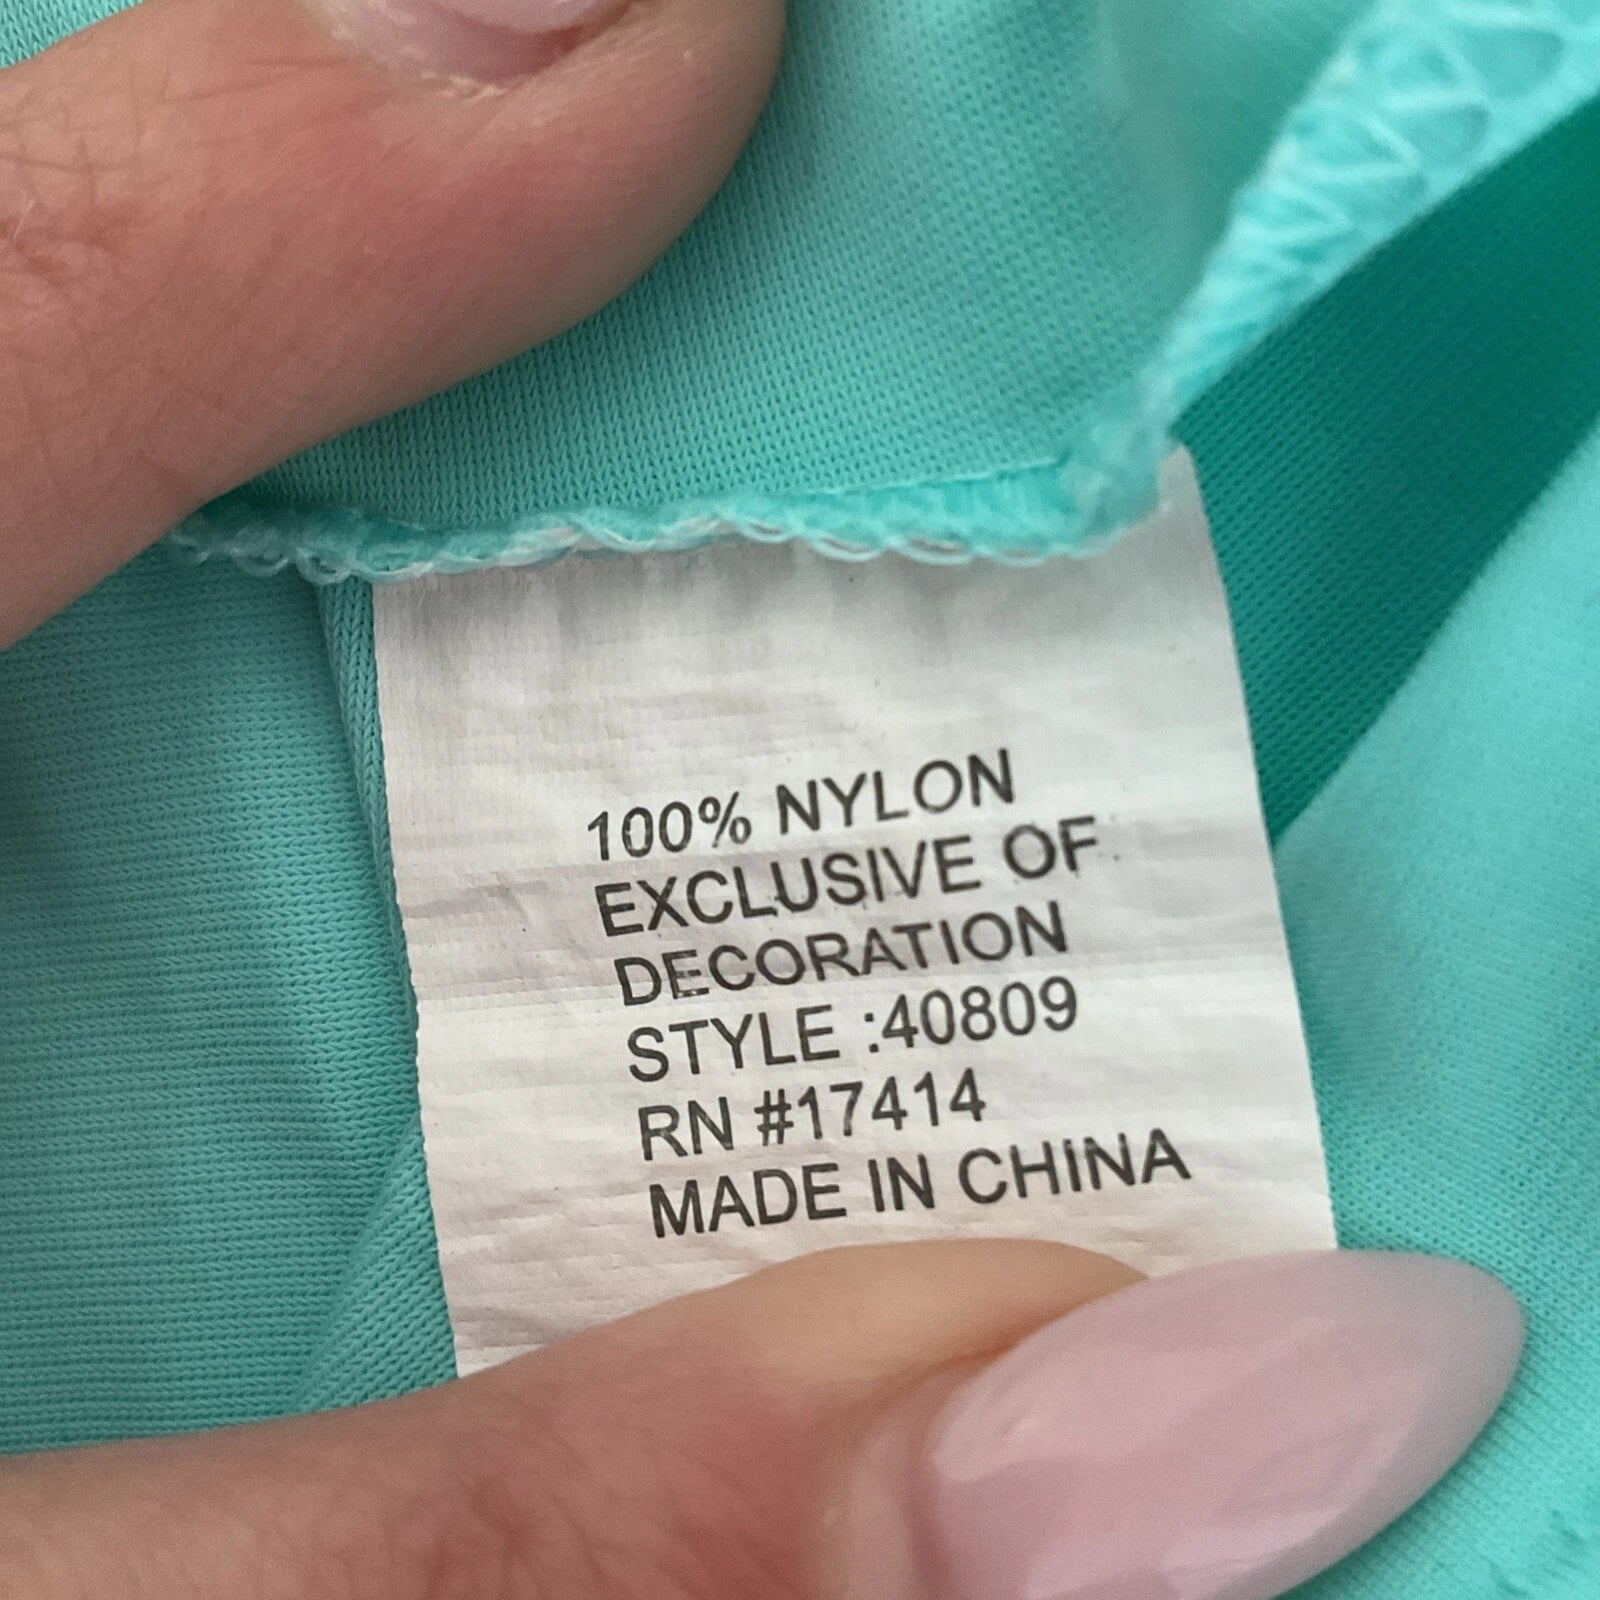 100% NYLON
EXCLUSIVE OF
DECORATION
STYLE :40809
RN #17414
MADE IN CHINA